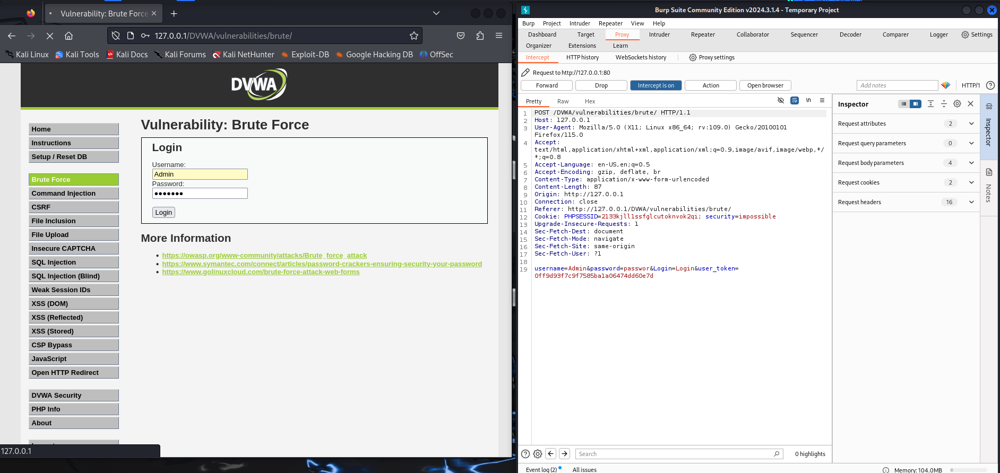 Vulnerability: Brute Force
127.0.0.1/DVWA/vulnerabilities/brute/
Kali Linux
Kali Tools
Kali Docs
Kali Forums
Kali NetHunter
Exploit-DB
Google Hacking DB
OffSec
DVWA
Home
Instructions
Setup / Reset DB
Brute Force
Command Injection
CSRF
File Inclusion
File Upload
Insecure CAPTCHA
SQL Injection
SQL Injection (Blind)
Weak Session IDs
XSS (DOM)
XSS (Reflected)
XSS (Stored)
CSP Bypass
JavaScript
Open HTTP Redirect
DVWA Security
PHP Info
About
Vulnerability: Brute Force
Login
Username:
Admin
Password:
•••••••
Login
More Information
• https://owasp.org/www-community/attacks/Brute_force_attack
• https://www.symantec.com/connect/articles/password-crackers-ensuring-security-your-password
• https://www.golinuxcloud.com/brute-force-attack-web-forms
127.0.0.1
Burp Suite Community Edition v2024.3.1.4 - Temporary Project
Burp Project Intruder Repeater View Help
Dashboard Target Proxy Intruder Repeater Collaborator Sequencer Decoder Comparer Logger Settings
Organizer Extensions Learn
Intercept HTTP history WebSockets history Proxy settings
Request to http://127.0.0.1:80
Forward Drop Intercept is on Action Open browser Add notes HTTP/1
Pretty Raw Hex \n
1 POST /DVWA/vulnerabilities/brute/ HTTP/1.1
2 Host: 127.0.0.1
3 User-Agent: Mozilla/5.0 (X11; Linux x86_64; rv:109.0) Gecko/20100101
Firefox/115.0
4 Accept:
text/html,application/xhtml+xml,application/xml;q=0.9,image/avif,image/webp,*/
*;q=0.8
5 Accept-Language: en-US,en;q=0.5
6 Accept-Encoding: gzip, deflate, br
7 Content-Type: application/x-www-form-urlencoded
8 Content-Length: 87
9 Origin: http://127.0.0.1
10 Connection: close
11 Referer: http://127.0.0.1/DVWA/vulnerabilities/brute/
12 Cookie: PHPSESSID=2133kjll1ssfglcutoknvok2qi; security=impossible
13 Upgrade-Insecure-Requests: 1
14 Sec-Fetch-Dest: document
15 Sec-Fetch-Mode: navigate
16 Sec-Fetch-Site: same-origin
17 Sec-Fetch-User: ?1
18
19 username=Admin&password=passwor&Login=Login&user_token=
0ff9d93f7c9f7585ba1a06474dd60e7d
Inspector
Request attributes 2
Request query parameters 0
Request body parameters 4
Request cookies 2
Request headers 16
Inspector
Notes
Search
0 highlights
Event log (2) All issues
Memory: 104.0MB